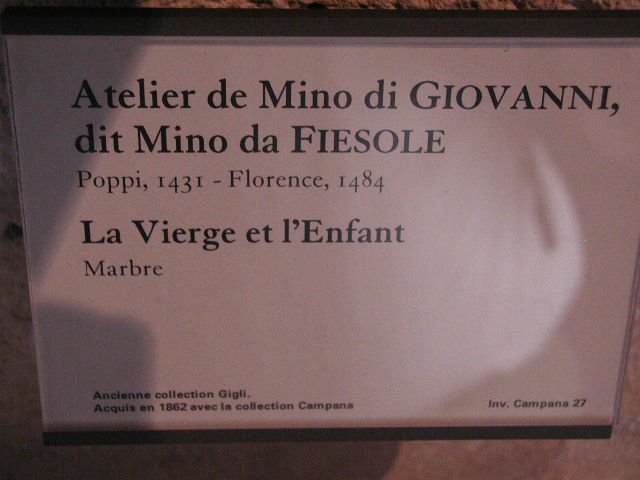 Atelier de Mino di GIOVANNI,
dit Mino da FIESOLE
Poppi, 1431 - Florence, 1484
La Vierge et l'Enfant
Marbre
Ancienne collection Gigli.
Acquis en 1862 avec la collection Campana
Inv. Campana 27